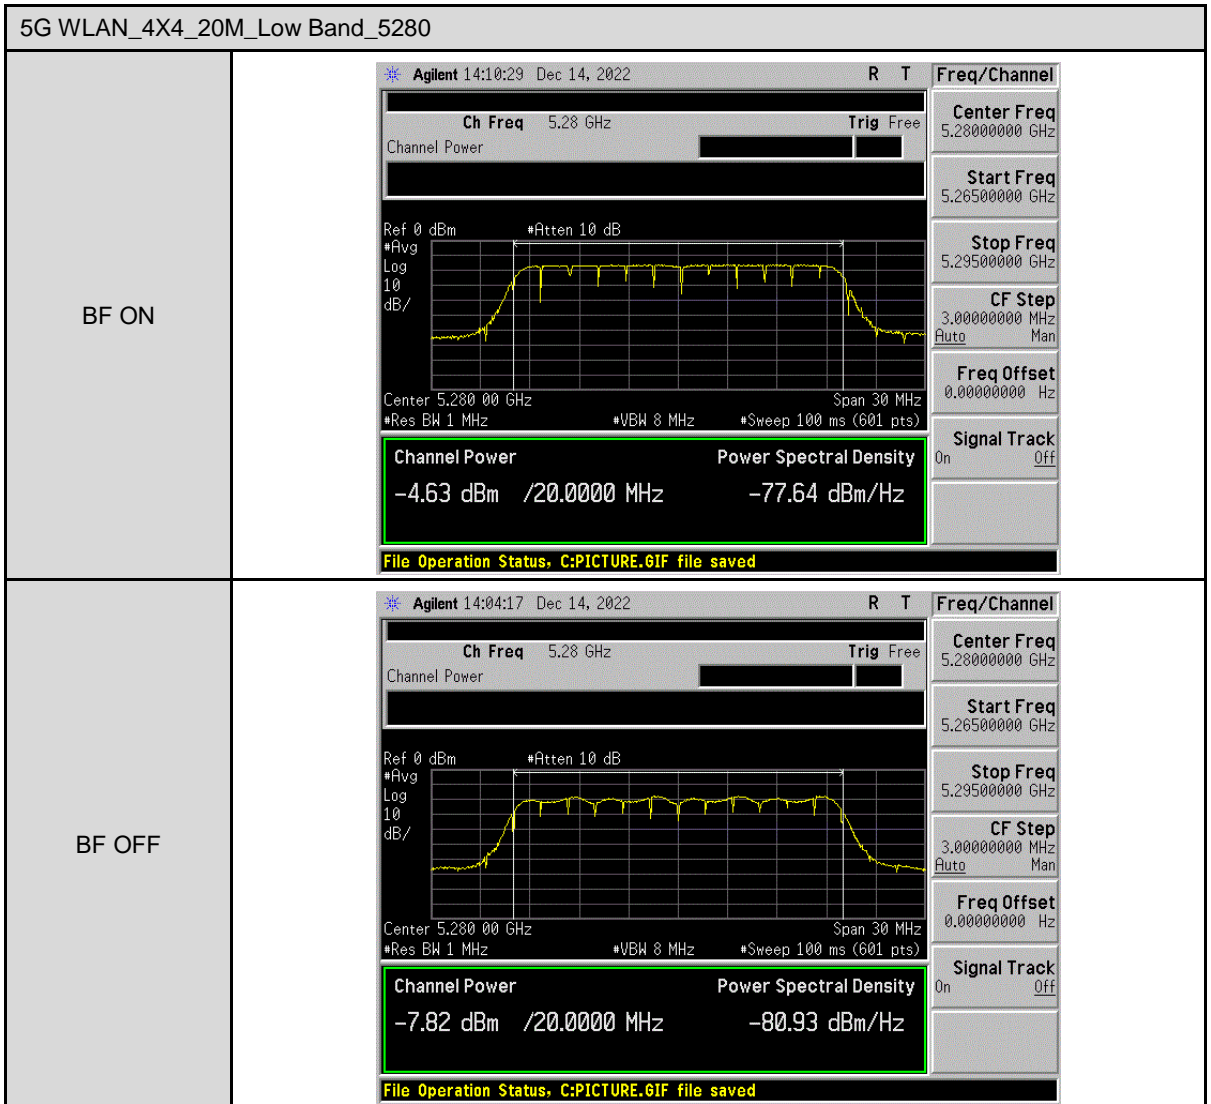 5G WLAN_4X4_20M_Low Band_5280
BF ON
Agilent 14:10:29 Dec 14, 2022 R T Freq/Channel
Ch Freq 5.28 GHz Trig Free
Channel Power
Center Freq
5.28000000 GHz
Start Freq
5.26500000 GHz
Stop Freq
5.29500000 GHz
CF Step
3.00000000 MHz
Auto Man
Freq Offset
0.00000000 Hz
Signal Track
On Off
Ref 0 dBm #Atten 10 dB
#Avg
Log
10
dB/
Center 5.280 00 GHz Span 30 MHz
#Res BW 1 MHz #VBW 8 MHz #Sweep 100 ms (601 pts)
Channel Power Power Spectral Density
-4.63 dBm /20.0000 MHz -77.64 dBm/Hz
File Operation Status, C:PICTURE.GIF file saved
BF OFF
Agilent 14:04:17 Dec 14, 2022 R T Freq/Channel
Ch Freq 5.28 GHz Trig Free
Channel Power
Center Freq
5.28000000 GHz
Start Freq
5.26500000 GHz
Stop Freq
5.29500000 GHz
CF Step
3.00000000 MHz
Auto Man
Freq Offset
0.00000000 Hz
Signal Track
On Off
Ref 0 dBm #Atten 10 dB
#Avg
Log
10
dB/
Center 5.280 00 GHz Span 30 MHz
#Res BW 1 MHz #VBW 8 MHz #Sweep 100 ms (601 pts)
Channel Power Power Spectral Density
-7.82 dBm /20.0000 MHz -80.93 dBm/Hz
File Operation Status, C:PICTURE.GIF file saved